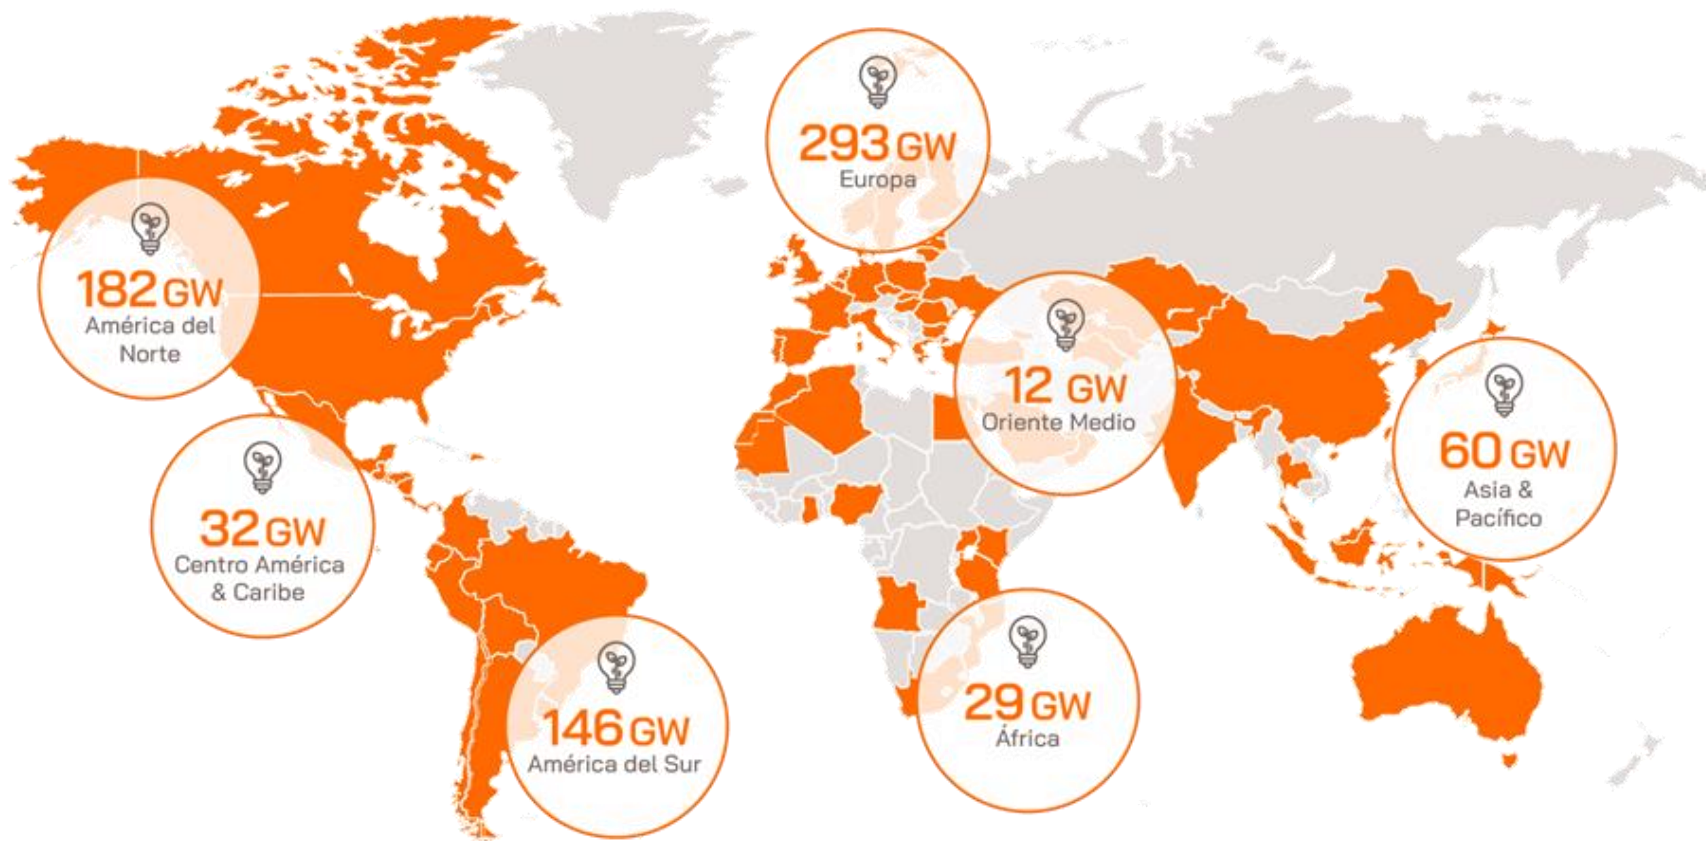 293 GW
Europa
182 GW
América del
Norte
12 GW
Oriente Medio
60 GW
Asia &
Pacífico
32 GW
Centro América
& Caribe
146 GW
América del Sur
29 GW
África